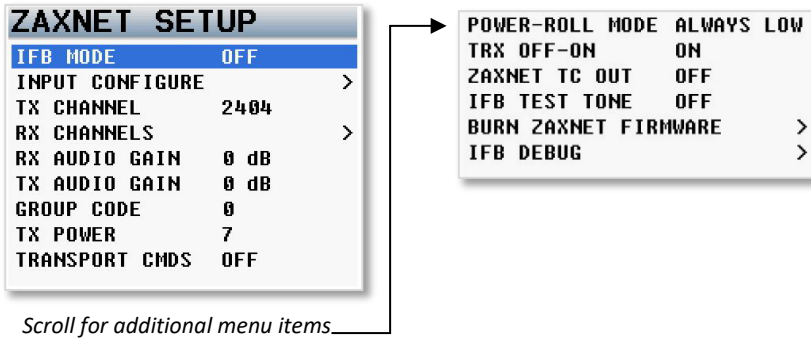 ZAXNET SETUP
IFB MODE OFF
INPUT CONFIGURE >
TX CHANNEL 2404
RX CHANNELS >
RX AUDIO GAIN 0 dB
TX AUDIO GAIN 0 dB
GROUP CODE 0
TX POWER 7
TRANSPORT CMDS OFF
Scroll for additional menu items
POWER-ROLL MODE ALWAYS LOW
TRX OFF-ON ON
ZAXNET TC OUT OFF
IFB TEST TONE OFF
BURN ZAXNET FIRMWARE >
IFB DEBUG >